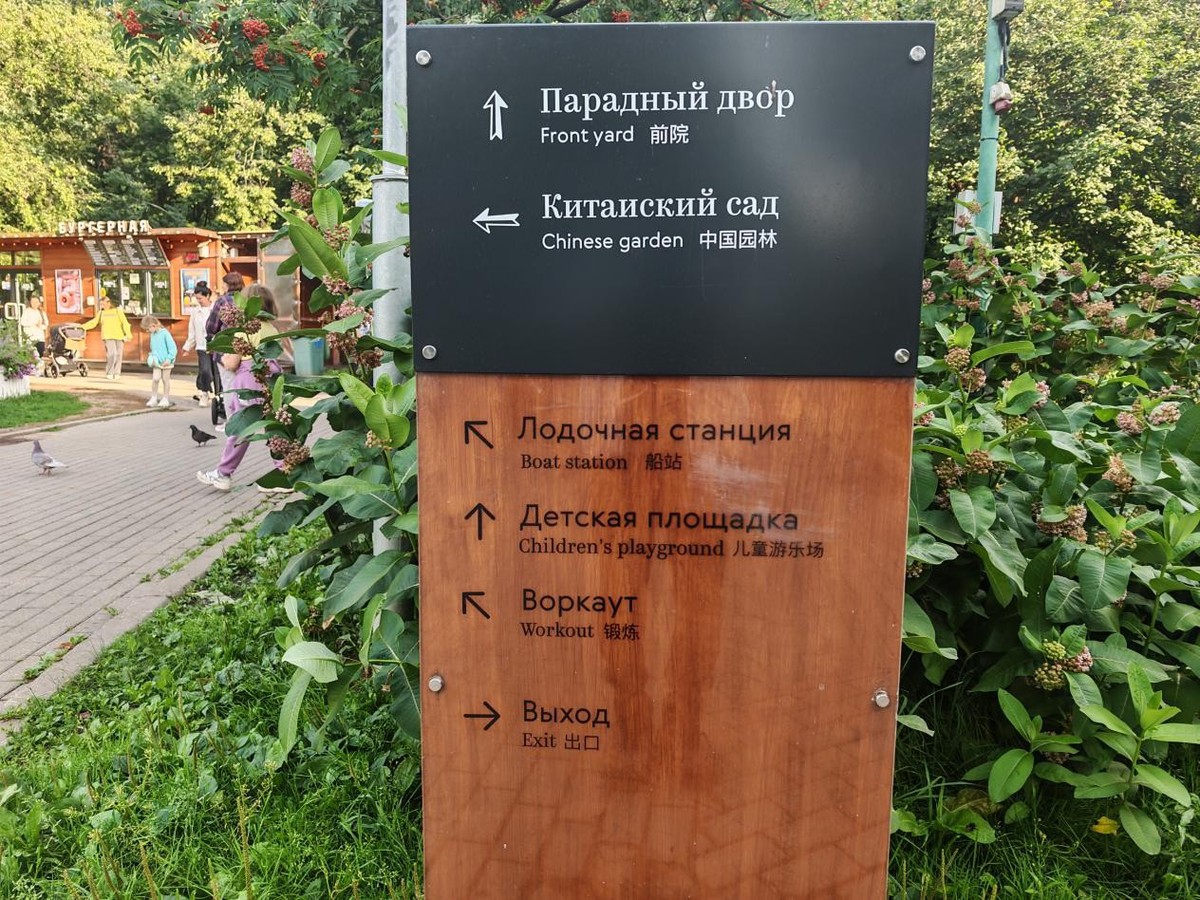 БУРГЕРНАЯ
Парадный двор
Front yard 前院
Китаиский сад
Chinese garden 中国园林
Лодочная станция
Boat station 船站
Детская площадка
Children's playground 儿童游乐场
Воркаут
Workout 锻炼
Выход
Exit 出口